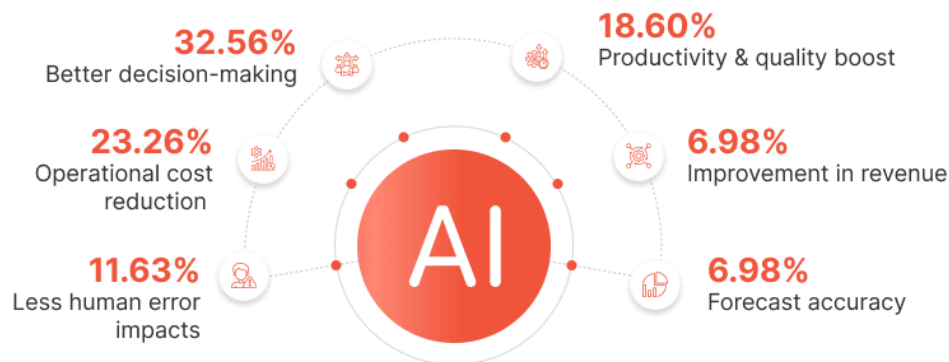 32.56%
Better decision-making
23.26%
Operational cost
reduction
11.63%
Less human error
impacts
AI
18.60%
Productivity & quality boost
6.98%
Improvement in revenue
6.98%
Forecast accuracy